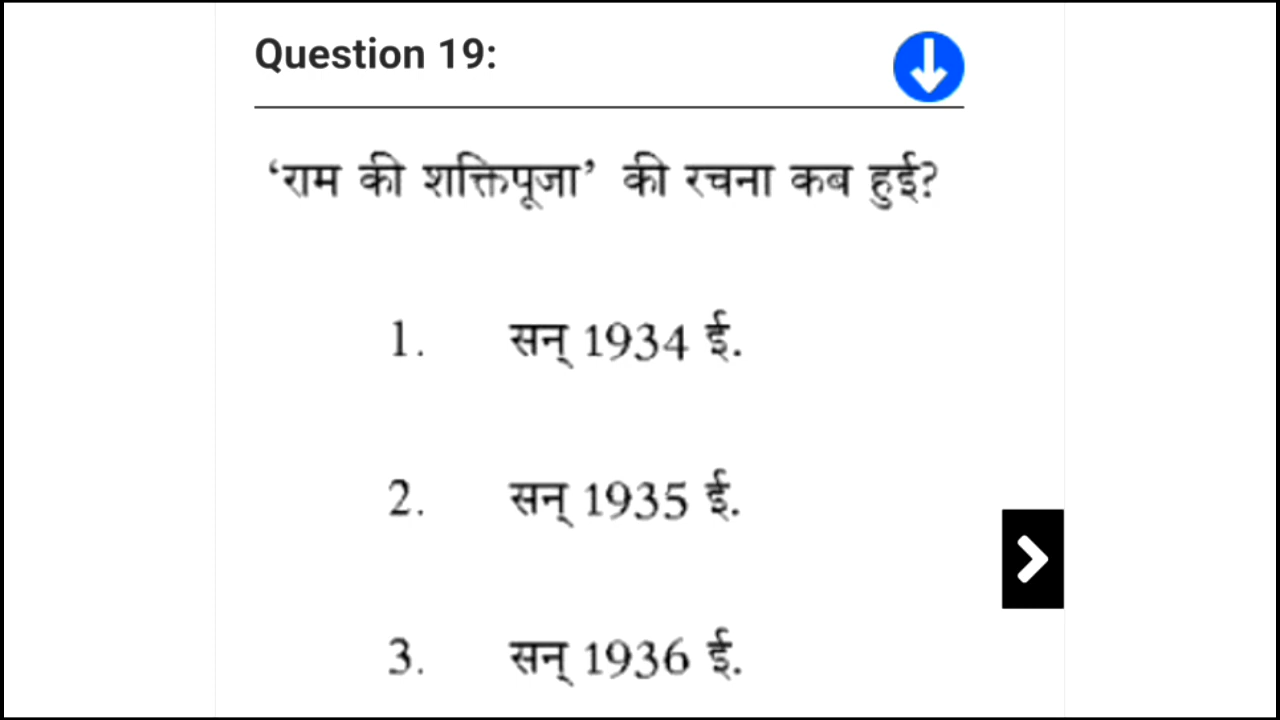 Question 19:
‘राम की शक्तिपूजा’ की रचना कब हुई?
1. सन् 1934 ई.
2. सन् 1935 ई.
3. सन् 1936 ई.